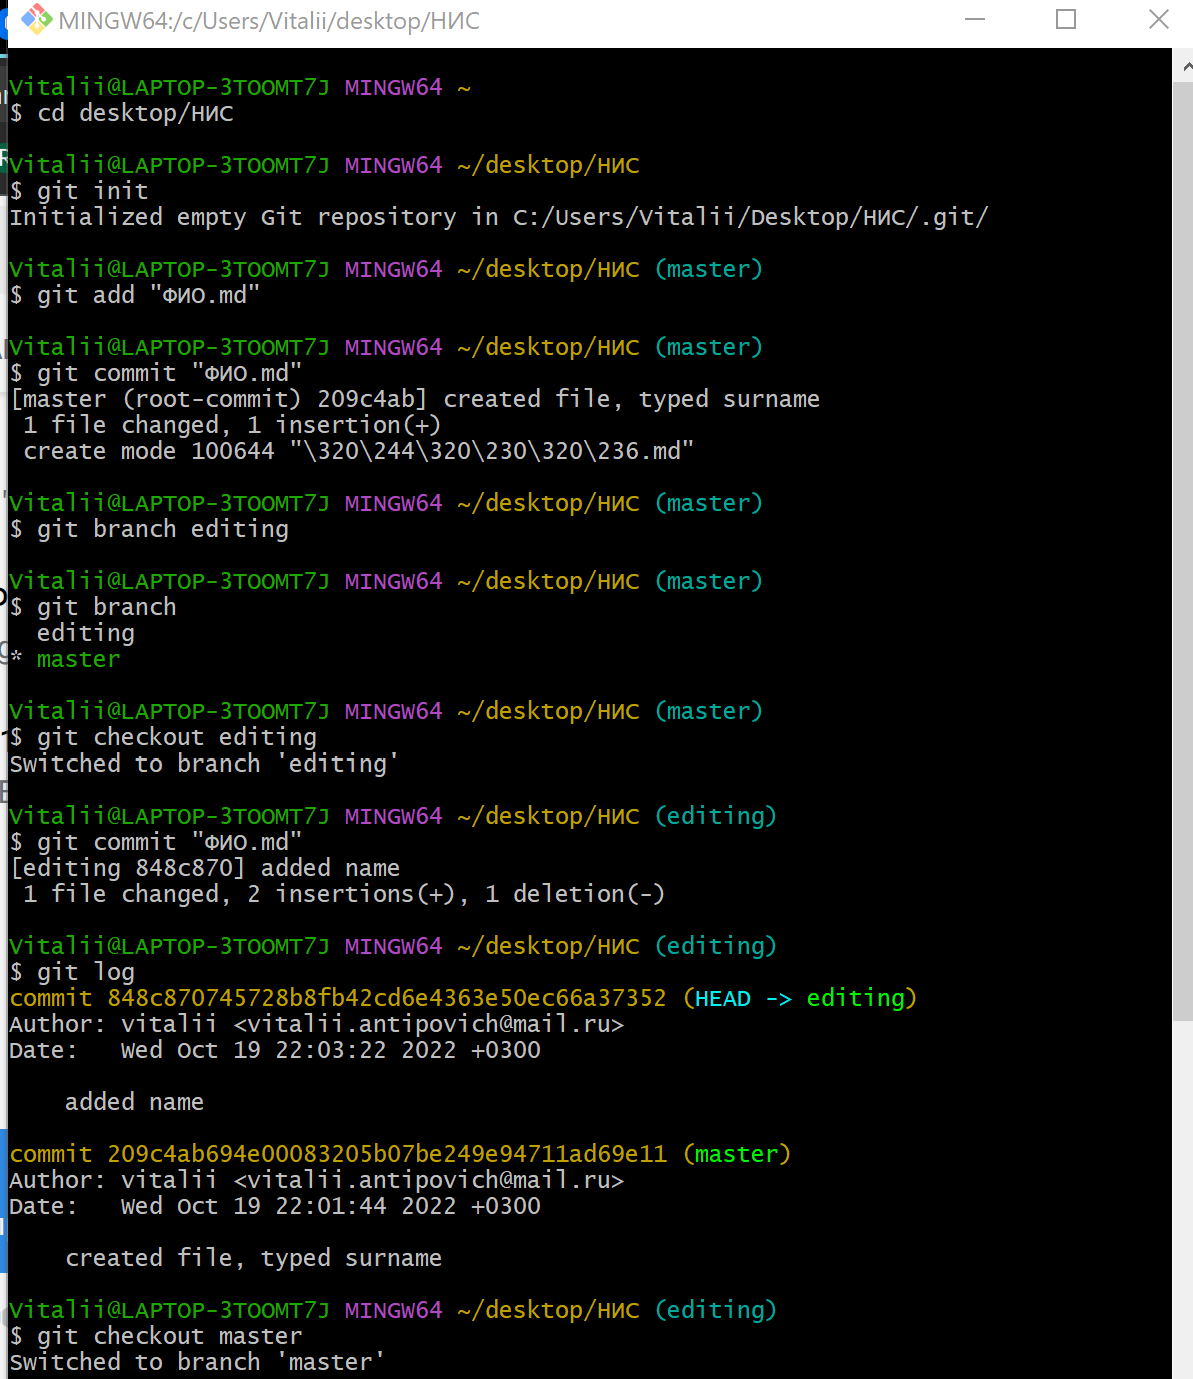 MINGW64:/c/Users/Vitalii/desktop/НИС
Vitalii@LAPTOP-3TOOMT7J MINGW64 ~
$ cd desktop/НИС
Vitalii@LAPTOP-3TOOMT7J MINGW64 ~/desktop/НИС
$ git init
Initialized empty Git repository in C:/Users/Vitalii/Desktop/НИС/.git/
Vitalii@LAPTOP-3TOOMT7J MINGW64 ~/desktop/НИС (master)
$ git add "ФИО.md"
Vitalii@LAPTOP-3TOOMT7J MINGW64 ~/desktop/НИС (master)
$ git commit "ФИО.md"
[master (root-commit) 209c4ab] created file, typed surname
 1 file changed, 1 insertion(+)
 create mode 100644 "\320\244\320\230\320\236.md"
Vitalii@LAPTOP-3TOOMT7J MINGW64 ~/desktop/НИС (master)
$ git branch editing
Vitalii@LAPTOP-3TOOMT7J MINGW64 ~/desktop/НИС (master)
$ git branch
  editing
* master
Vitalii@LAPTOP-3TOOMT7J MINGW64 ~/desktop/НИС (master)
$ git checkout editing
Switched to branch 'editing'
Vitalii@LAPTOP-3TOOMT7J MINGW64 ~/desktop/НИС (editing)
$ git commit "ФИО.md"
[editing 848c870] added name
 1 file changed, 2 insertions(+), 1 deletion(-)
Vitalii@LAPTOP-3TOOMT7J MINGW64 ~/desktop/НИС (editing)
$ git log
commit 848c870745728b8fb42cd6e4363e50ec66a37352 (HEAD -> editing)
Author: vitalii <vitalii.antipovich@mail.ru>
Date:   Wed Oct 19 22:03:22 2022 +0300
    added name
commit 209c4ab694e00083205b07be249e94711ad69e11 (master)
Author: vitalii <vitalii.antipovich@mail.ru>
Date:   Wed Oct 19 22:01:44 2022 +0300
    created file, typed surname
Vitalii@LAPTOP-3TOOMT7J MINGW64 ~/desktop/НИС (editing)
$ git checkout master
Switched to branch 'master'